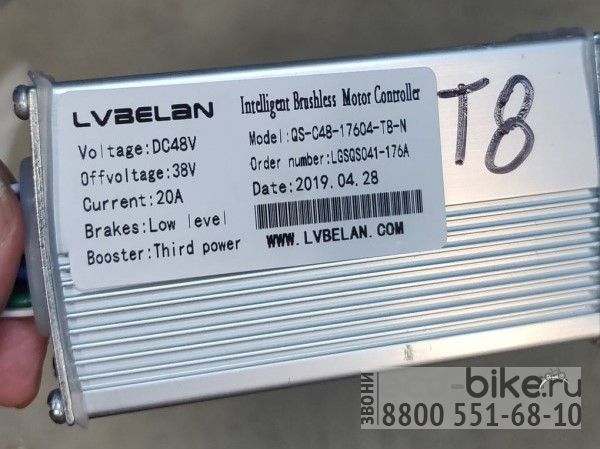 LVBELAN
Intelligent Brushless Motor Controller
Voltage:DC48V
Offvoltage:38V
Current:20A
Brakes:Low level
Booster:Third power
Model:QS-C48-17604-T8-N
Order number:LGSQS041-176A
Date:2019.04.28
WWW.LVBELAN.COM
T8
ЗВОНИ
-bike.ru
8800 551-68-10